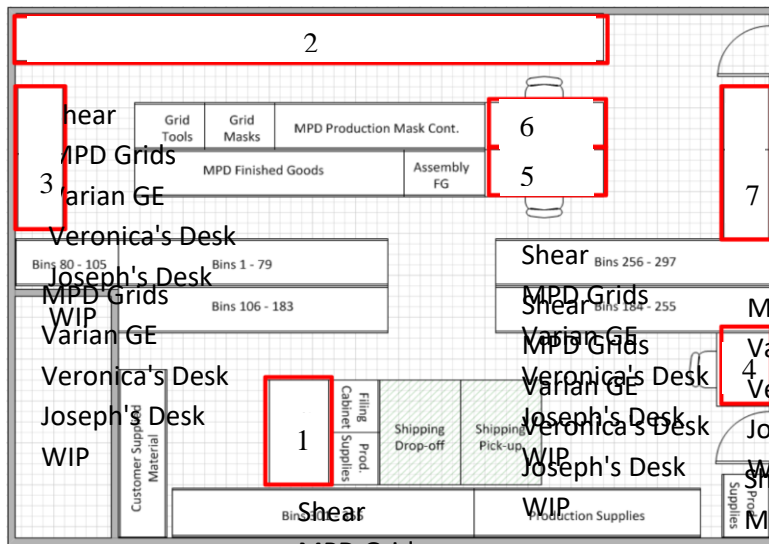 2
Grid Tools
Grid Masks
MPD Production Mask Cont.
6
MPD Finished Goods
Assembly FG
5
3
7
Shear
MPD Grids
Varian GE
Veronica's Desk
Joseph's Desk
WIP
Bins 80 - 105
Bins 1 - 79
Bins 256 - 297
Bins 106 - 183
Bins 184 - 255
MPD Grids
Varian GE
Veronica's Desk
Joseph's Desk
WIP
Shear
MPD Grids
Varian GE
Veronica's Desk
Joseph's Desk
WIP
Shear
MPD Grids
Varian GE
Veronica's Desk
Joseph's Desk
WIP
4
Customer Supplied Material
1
Filing Cabinet
Prod. Supplies
Shipping Drop-off
Shipping Pick-up
Production Supplies
Shear
Prod. Supplies